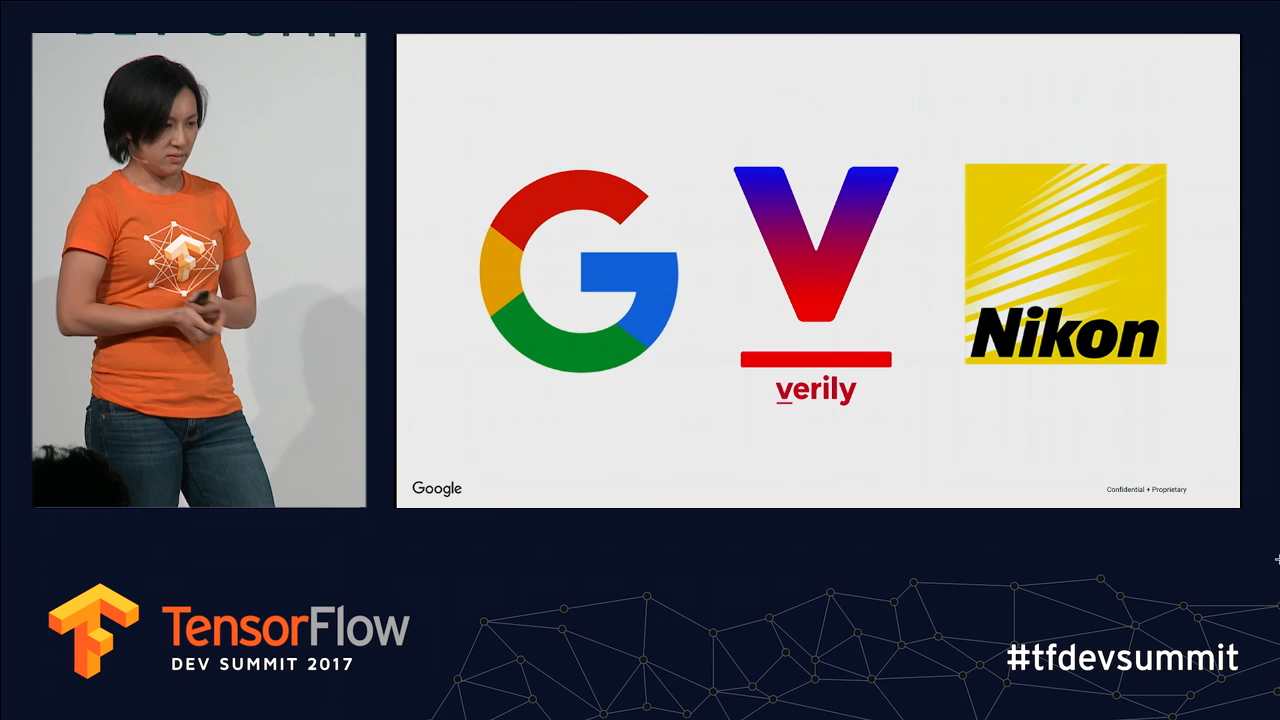 verily
Nikon
Google
Confidential + Proprietary
TensorFlow
DEV SUMMIT 2017
#tfdevsummit